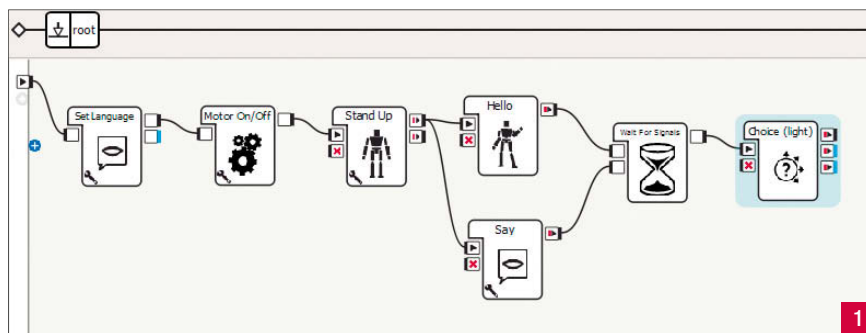 root
Set Language
Motor On/Off
Stand Up
Hello
Say
Wait For Signals
Choice (light)
1